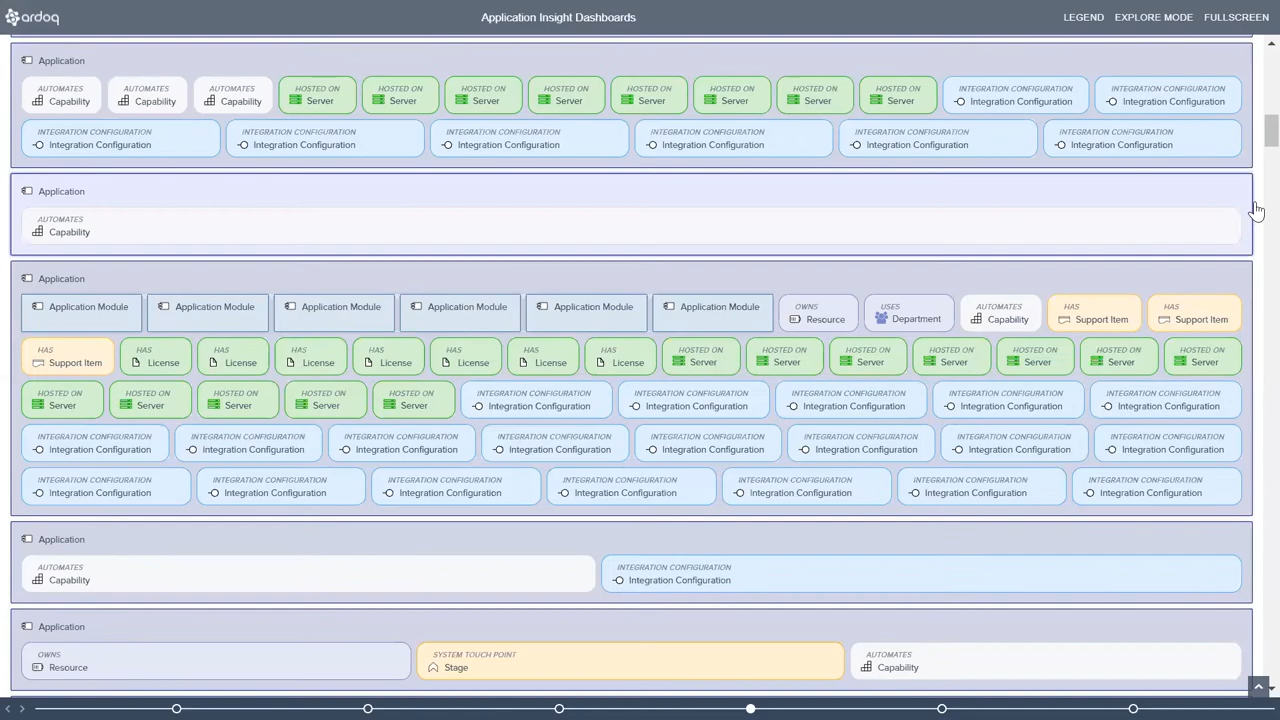 ardoq Application Insight Dashboards LEGEND EXPLORE MODE FULLSCREEN
Application
AUTOMATES AUTOMATES AUTOMATES HOSTED ON HOSTED ON HOSTED ON HOSTED ON HOSTED ON HOSTED ON HOSTED ON HOSTED ON INTEGRATION CONFIGURATION INTEGRATION CONFIGURATION
Capability Capability Capability Server Server Server Server Server Server Server Server Integration Configuration Integration Configuration
INTEGRATION CONFIGURATION INTEGRATION CONFIGURATION INTEGRATION CONFIGURATION INTEGRATION CONFIGURATION INTEGRATION CONFIGURATION INTEGRATION CONFIGURATION
Integration Configuration Integration Configuration Integration Configuration Integration Configuration Integration Configuration Integration Configuration
Application
AUTOMATES
Capability
Application
Application Module Application Module Application Module Application Module Application Module Application Module OWNS USES AUTOMATES HAS HAS
Resource Department Capability Support Item Support Item
HAS HAS HAS HAS HAS HAS HAS HAS HOSTED ON HOSTED ON HOSTED ON HOSTED ON HOSTED ON HOSTED ON HOSTED ON
Support Item License License License License License License License Server Server Server Server Server Server Server
HOSTED ON HOSTED ON HOSTED ON HOSTED ON HOSTED ON INTEGRATION CONFIGURATION INTEGRATION CONFIGURATION INTEGRATION CONFIGURATION INTEGRATION CONFIGURATION INTEGRATION CONFIGURATION
Server Server Server Server Server Integration Configuration Integration Configuration Integration Configuration Integration Configuration Integration Configuration
INTEGRATION CONFIGURATION INTEGRATION CONFIGURATION INTEGRATION CONFIGURATION INTEGRATION CONFIGURATION INTEGRATION CONFIGURATION INTEGRATION CONFIGURATION INTEGRATION CONFIGURATION INTEGRATION CONFIGURATION
Integration Configuration Integration Configuration Integration Configuration Integration Configuration Integration Configuration Integration Configuration Integration Configuration Integration Configuration
INTEGRATION CONFIGURATION INTEGRATION CONFIGURATION INTEGRATION CONFIGURATION INTEGRATION CONFIGURATION INTEGRATION CONFIGURATION INTEGRATION CONFIGURATION INTEGRATION CONFIGURATION
Integration Configuration Integration Configuration Integration Configuration Integration Configuration Integration Configuration Integration Configuration Integration Configuration
Application
AUTOMATES INTEGRATION CONFIGURATION
Capability Integration Configuration
Application
OWNS SYSTEM TOUCH POINT AUTOMATES
Resource Stage Capability